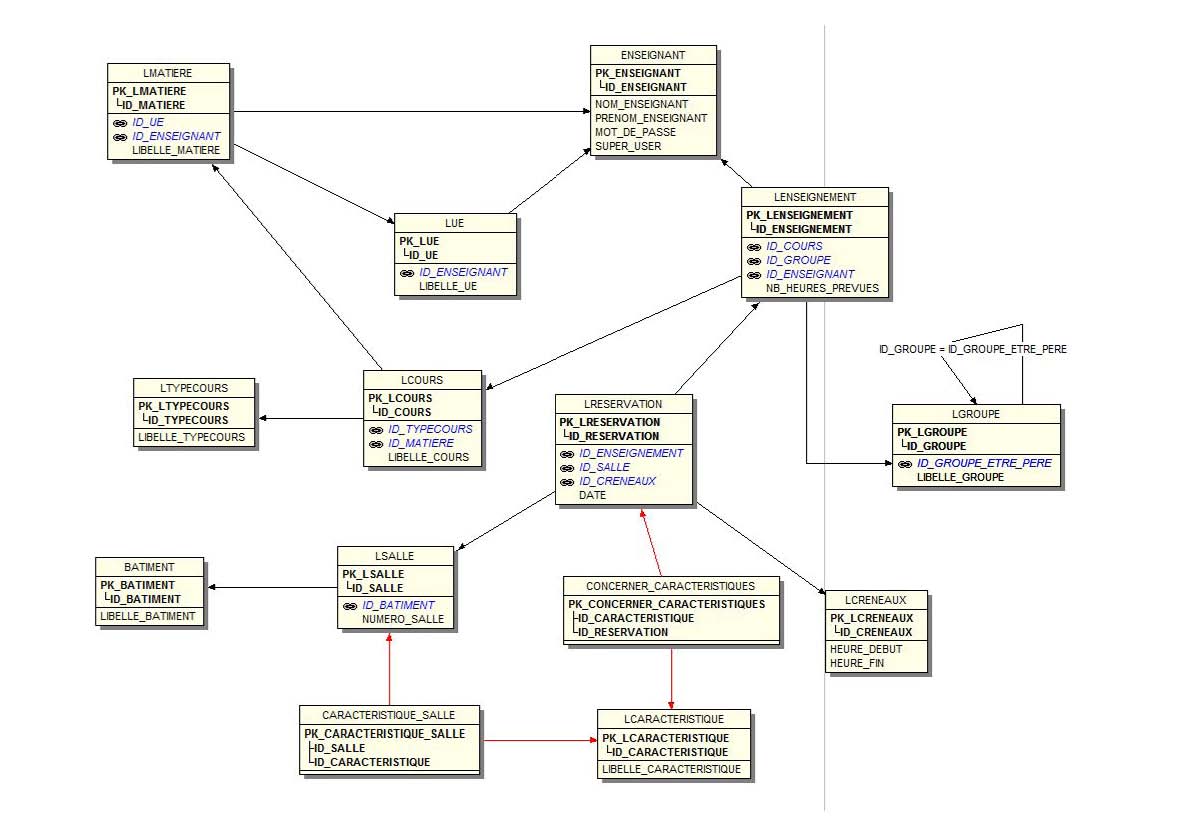 ENSEIGNANT
PK_ENSEIGNANT
ID_ENSEIGNANT
NOM_ENSEIGNANT
PRENOM_ENSEIGNANT
MOT_DE_PASSE
SUPER_USER
LMATIERE
PK_LMATIERE
ID_MATIERE
ID_UE
ID_ENSEIGNANT
LIBELLE_MATIERE
LENSEIGNEMENT
PK_LENSEIGNEMENT
ID_ENSEIGNEMENT
ID_COURS
ID_GROUPE
ID_ENSEIGNANT
NB_HEURES_PREVUES
LUE
PK_LUE
ID_UE
ID_ENSEIGNANT
LIBELLE_UE
ID_GROUPE = ID_GROUPE_ETRE_PERE
LTYPECOURS
PK_LTYPECOURS
ID_TYPECOURS
LIBELLE_TYPECOURS
LCOURS
PK_LCOURS
ID_COURS
ID_TYPECOURS
ID_MATIERE
LIBELLE_COURS
LRESERVATION
PK_LRESERVATION
ID_RESERVATION
ID_ENSEIGNEMENT
ID_SALLE
ID_CRENEAUX
DATE
LGROUPE
PK_LGROUPE
ID_GROUPE
ID_GROUPE_ETRE_PERE
LIBELLE_GROUPE
BATIMENT
PK_BATIMENT
ID_BATIMENT
LIBELLE_BATIMENT
LSALLE
PK_LSALLE
ID_SALLE
ID_BATIMENT
NUMERO_SALLE
CONCERNER_CARACTERISTIQUES
PK_CONCERNER_CARACTERISTIQUES
ID_CARACTERISTIQUE
ID_RESERVATION
LCRENEAUX
PK_LCRENEAUX
ID_CRENEAUX
HEURE_DEBUT
HEURE_FIN
CARACTERISTIQUE_SALLE
PK_CARACTERISTIQUE_SALLE
ID_SALLE
ID_CARACTERISTIQUE
LCARACTERISTIQUE
PK_LCARACTERISTIQUE
ID_CARACTERISTIQUE
LIBELLE_CARACTERISTIQUE